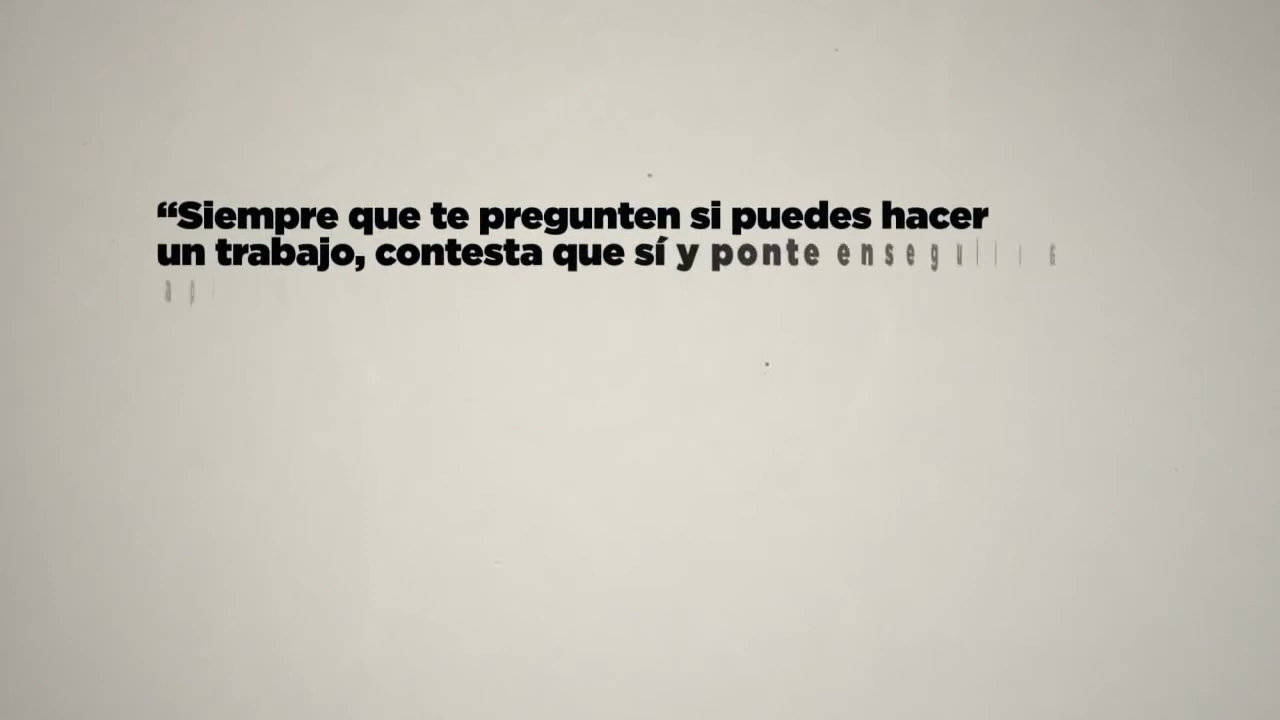 “Siempre que te pregunten si puedes hacer
un trabajo, contesta que sí y ponte